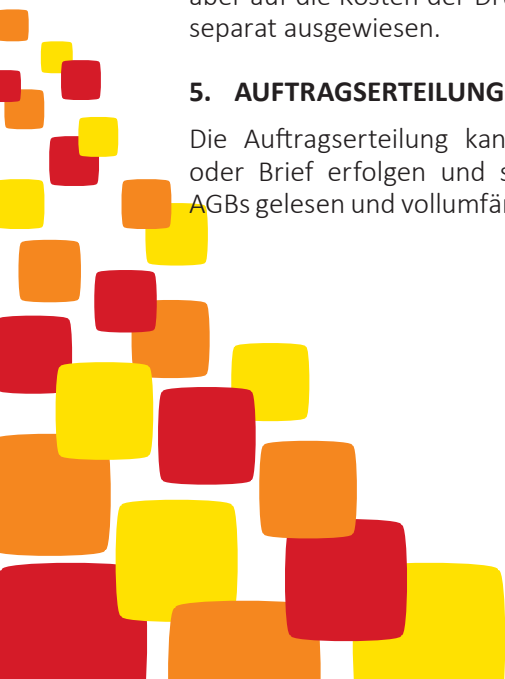 aber auf die Kosten der
separat ausgewiesen.
5. AUFTRAGSERTEILUNG
Die Auftragserteilung
oder Brief erfolgen und
AGBs gelesen und